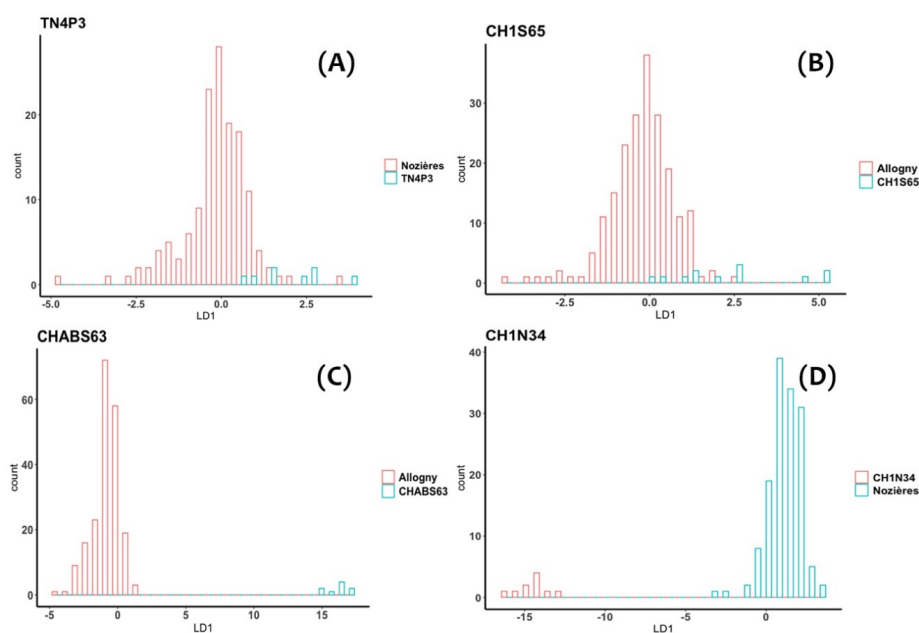 TN4P3
(A)
count
20
10
0
-5.0
-2.5
0.0
2.5
LD1
Nozières
TN4P3
CH1S65
(B)
count
30
20
10
0
-2.5
0.0
2.5
5.0
LD1
Allogny
CH1S65
CHABS63
(C)
count
60
40
20
0
-5
0
5
10
15
LD1
Allogny
CHABS63
CH1N34
(D)
count
40
30
20
10
0
-15
-10
-5
0
LD1
CH1N34
Nozières